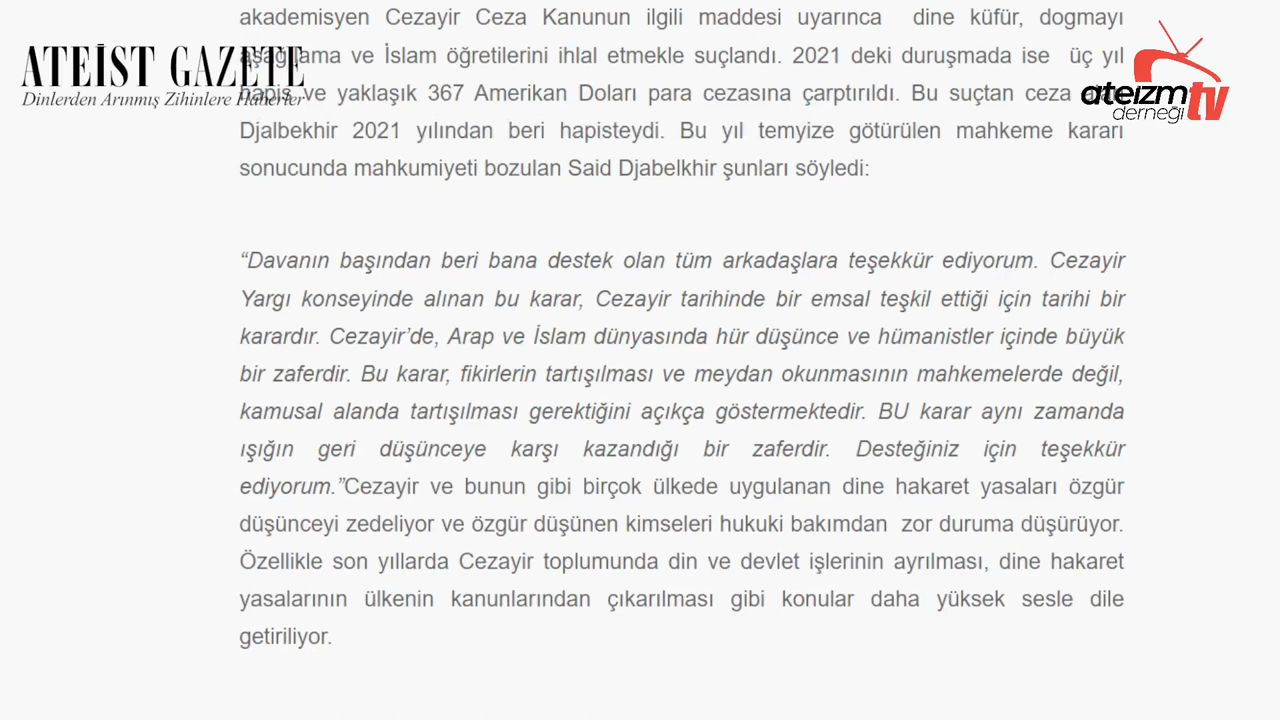 akademisyen Cezayir Ceza Kanunun ilgili maddesi uyarınca dine küfür, dogmayı
ATEİST GAZETE
Dinlerden Arınmış Zihinlere Haberler
ateizm tv
derneği
aşağılama ve İslam öğretilerini ihlal etmekle suçlandı. 2021 deki duruşmada ise üç yıl
hapis ve yaklaşık 367 Amerikan Doları para cezasına çarptırıldı. Bu suçtan ceza alan
Djalbekhir 2021 yılından beri hapisteydi. Bu yıl temyize götürülen mahkeme kararı
sonucunda mahkumiyeti bozulan Said Djabelkhir şunları söyledi:
“Davanın başından beri bana destek olan tüm arkadaşlara teşekkür ediyorum. Cezayir
Yargı konseyinde alınan bu karar, Cezayir tarihinde bir emsal teşkil ettiği için tarihi bir
karardır. Cezayir’de, Arap ve İslam dünyasında hür düşünce ve hümanistler içinde büyük
bir zaferdir. Bu karar, fikirlerin tartışılması ve meydan okunmasının mahkemelerde değil,
kamusal alanda tartışılması gerektiğini açıkça göstermektedir. BU karar aynı zamanda
ışığın geri düşünceye karşı kazandığı bir zaferdir. Desteğiniz için teşekkür
ediyorum.”Cezayir ve bunun gibi birçok ülkede uygulanan dine hakaret yasaları özgür
düşünceyi zedeliyor ve özgür düşünen kimseleri hukuki bakımdan zor duruma düşürüyor.
Özellikle son yıllarda Cezayir toplumunda din ve devlet işlerinin ayrılması, dine hakaret
yasalarının ülkenin kanunlarından çıkarılması gibi konular daha yüksek sesle dile
getiriliyor.